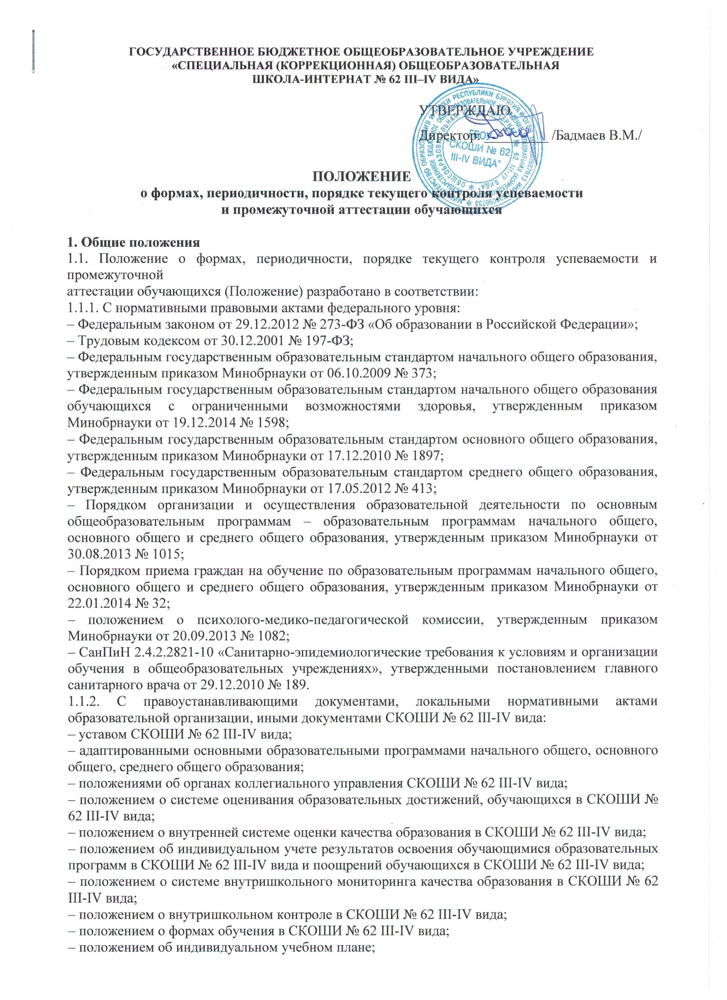 ГОСУДАРСТВЕННОЕ БЮДЖЕТНОЕ ОБЩЕОБРАЗОВАТЕЛЬНОЕ УЧРЕЖДЕНИЕ
«СПЕЦИАЛЬНАЯ (КОРРЕКЦИОННАЯ) ОБЩЕОБРАЗОВАТЕЛЬНАЯ
ШКОЛА-ИНТЕРНАТ № 62 III–IV ВИДА»
УТВЕРЖДАЮ
Директор: __________ /Бадмаев В.М./
ГБОУ
"СКОШИ № 62
III-IV ВИДА"
ПОЛОЖЕНИЕ
о формах, периодичности, порядке текущего контроля успеваемости
и промежуточной аттестации обучающихся
1. Общие положения
1.1. Положение о формах, периодичности, порядке текущего контроля успеваемости и
промежуточной
аттестации обучающихся (Положение) разработано в соответствии:
1.1.1. С нормативными правовыми актами федерального уровня:
– Федеральным законом от 29.12.2012 № 273-ФЗ «Об образовании в Российской Федерации»;
– Трудовым кодексом от 30.12.2001 № 197-ФЗ;
– Федеральным государственным образовательным стандартом начального общего образования,
утвержденным приказом Минобрнауки от 06.10.2009 № 373;
– Федеральным государственным образовательным стандартом начального общего образования
обучающихся с ограниченными возможностями здоровья, утвержденным приказом
Минобрнауки от 19.12.2014 № 1598;
– Федеральным государственным образовательным стандартом основного общего образования,
утвержденным приказом Минобрнауки от 17.12.2010 № 1897;
– Федеральным государственным образовательным стандартом среднего общего образования,
утвержденным приказом Минобрнауки от 17.05.2012 № 413;
– Порядком организации и осуществления образовательной деятельности по основным
общеобразовательным программам – образовательным программам начального общего,
основного общего и среднего общего образования, утвержденным приказом Минобрнауки от
30.08.2013 № 1015;
– Порядком приема граждан на обучение по образовательным программам начального общего,
основного общего и среднего общего образования, утвержденным приказом Минобрнауки от
22.01.2014 № 32;
– положением о психолого-медико-педагогической комиссии, утвержденным приказом
Минобрнауки от 20.09.2013 № 1082;
– СанПиН 2.4.2.2821-10 «Санитарно-эпидемиологические требования к условиям и организации
обучения в общеобразовательных учреждениях», утвержденными постановлением главного
санитарного врача от 29.12.2010 № 189.
1.1.2. С правоустанавливающими документами, локальными нормативными актами
образовательной организации, иными документами СКОШИ № 62 III-IV вида:
– уставом СКОШИ № 62 III-IV вида;
– адаптированными основными образовательными программами начального общего, основного
общего, среднего общего образования;
– положениями об органах коллегиального управления СКОШИ № 62 III-IV вида;
– положением о системе оценивания образовательных достижений, обучающихся в СКОШИ №
62 III-IV вида;
– положением о внутренней системе оценки качества образования в СКОШИ № 62 III-IV вида;
– положением об индивидуальном учете результатов освоения обучающимися образовательных
программ в СКОШИ № 62 III-IV вида и поощрений обучающихся в СКОШИ № 62 III-IV вида;
– положением о системе внутришкольного мониторинга качества образования в СКОШИ № 62
III-IV вида;
– положением о внутришкольном контроле в СКОШИ № 62 III-IV вида;
– положением о формах обучения в СКОШИ № 62 III-IV вида;
– положением об индивидуальном учебном плане;